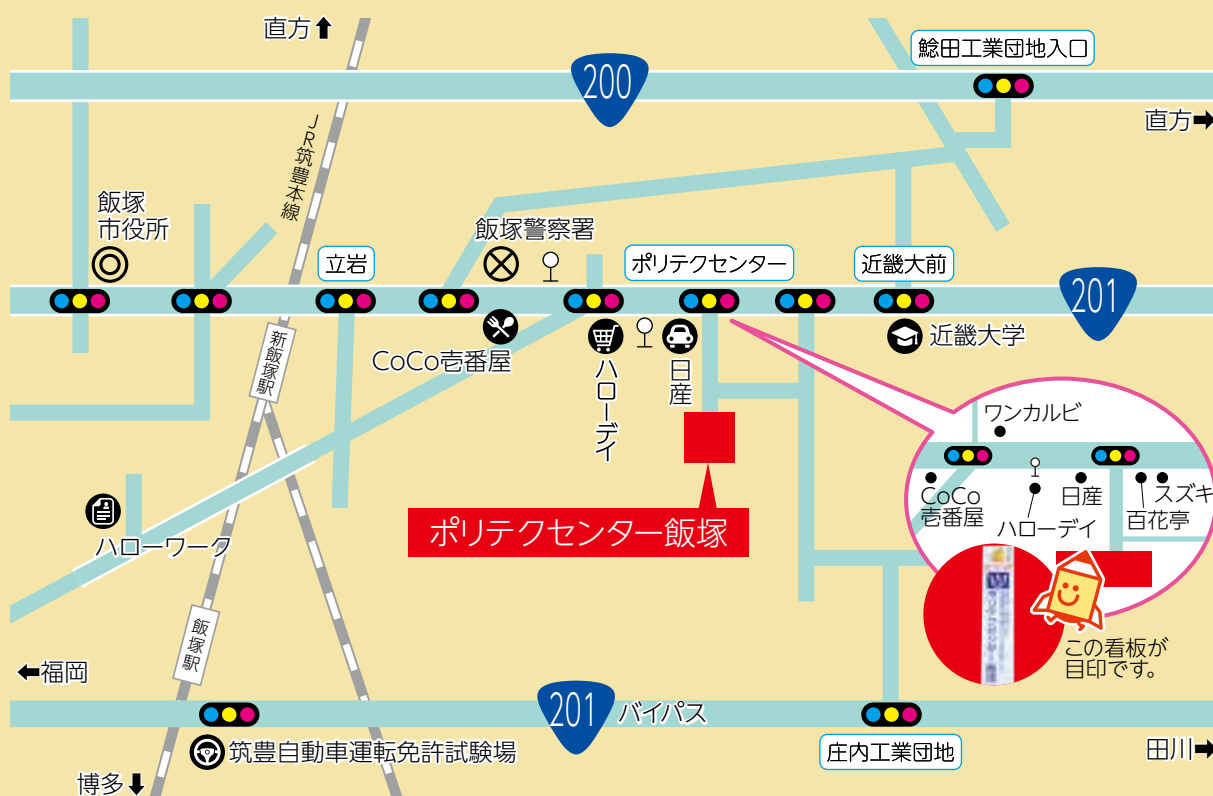 直方⬆
200
鯰田工業団地入口
直方➡
JR筑豊本線
飯塚
市役所
立岩
飯塚警察署
ポリテクセンター
近畿大前
201
新飯塚駅
CoCo壱番屋
ハローデイ
日産
近畿大学
ワンカルビ
CoCo
壱番屋
ハローデイ
日産
百花亭
スズキ
ハローワーク
ポリテクセンター飯塚
飯塚駅
この看板が
目印です。
⬅福岡
201
バイパス
筑豊自動車運転免許試験場
庄内工業団地
田川➡
博多⬇